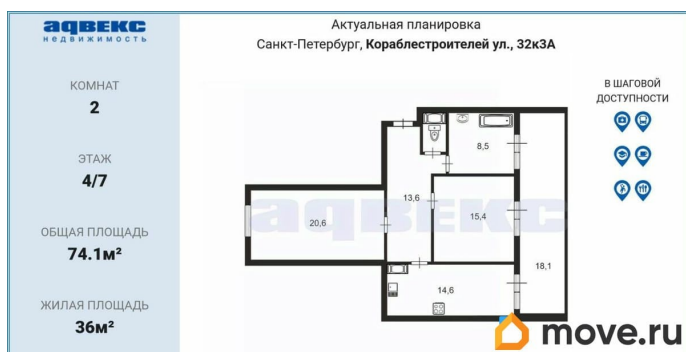 адвекс
недвижимость
Актуальная планировка
Санкт-Петербург, Кораблестроителей ул., 32к3А
КОМНАТ
2
ЭТАЖ
4/7
ОБЩАЯ ПЛОЩАДЬ
74.1м²
ЖИЛАЯ ПЛОЩАДЬ
36м²
В ШАГОВОЙ
ДОСТУПНОСТИ
8,5
13,6
15,4
20,6
18,1
14,6
адвекс
move.ru